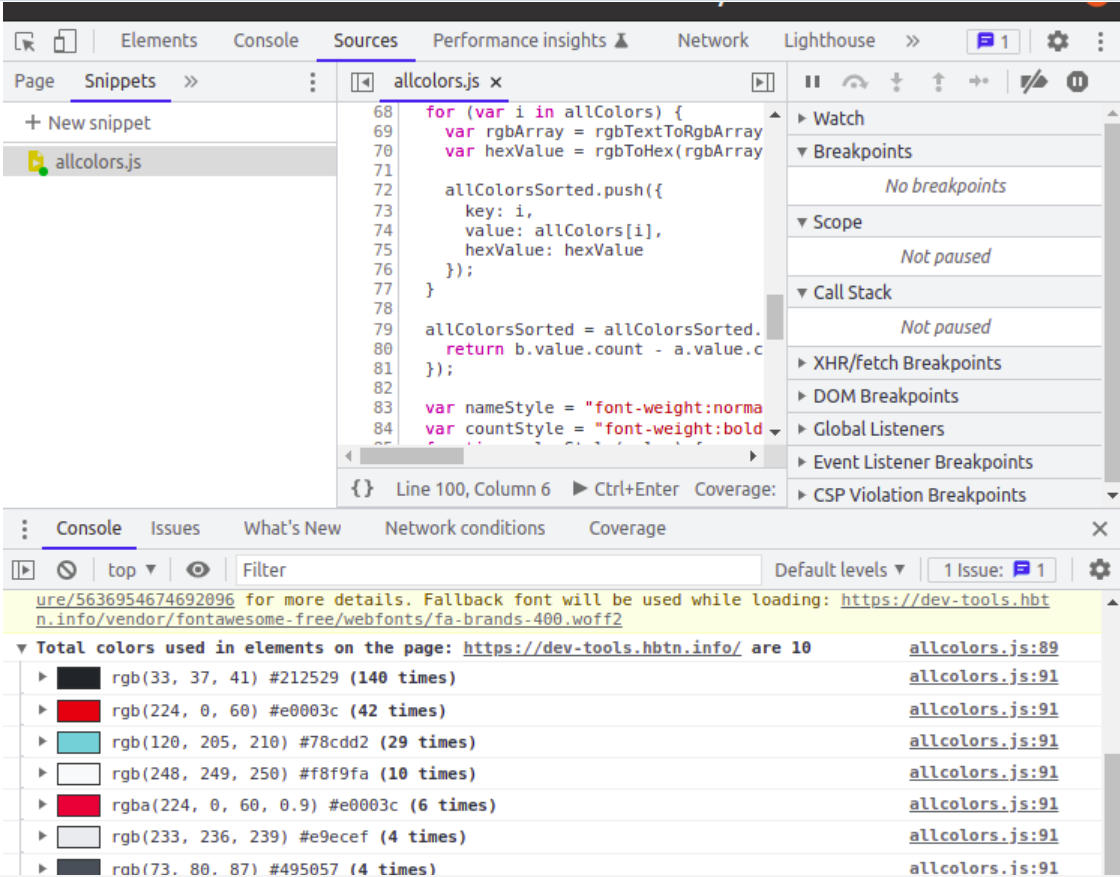 Elements Console Sources Performance insights Network Lighthouse » 1
Page Snippets »
allcolors.js ×
+ New snippet
allcolors.js
68 for (var i in allColors) {
69 var rgbArray = rgbTextToRgbArray
70 var hexValue = rgbToHex(rgbArray
71
72 allColorsSorted.push({
73 key: i,
74 value: allColors[i],
75 hexValue: hexValue
76 });
77 }
78
79 allColorsSorted = allColorsSorted.
80 return b.value.count - a.value.c
81 });
82
83 var nameStyle = "font-weight:norma
84 var countStyle = "font-weight:bold
{} Line 100, Column 6 Ctrl+Enter Coverage:
Watch
Breakpoints
No breakpoints
Scope
Not paused
Call Stack
Not paused
XHR/fetch Breakpoints
DOM Breakpoints
Global Listeners
Event Listener Breakpoints
CSP Violation Breakpoints
Console Issues What's New Network conditions Coverage ×
top Filter Default levels 1 Issue: 1
ure/5636954674692096 for more details. Fallback font will be used while loading: https://dev-tools.hbt
n.info/vendor/fontawesome-free/webfonts/fa-brands-400.woff2
Total colors used in elements on the page: https://dev-tools.hbtn.info/ are 10 allcolors.js:89
rgb(33, 37, 41) #212529 (140 times) allcolors.js:91
rgb(224, 0, 60) #e0003c (42 times) allcolors.js:91
rgb(120, 205, 210) #78cdd2 (29 times) allcolors.js:91
rgb(248, 249, 250) #f8f9fa (10 times) allcolors.js:91
rgba(224, 0, 60, 0.9) #e0003c (6 times) allcolors.js:91
rgb(233, 236, 239) #e9ecef (4 times) allcolors.js:91
rgb(73, 80, 87) #495057 (4 times) allcolors.js:91